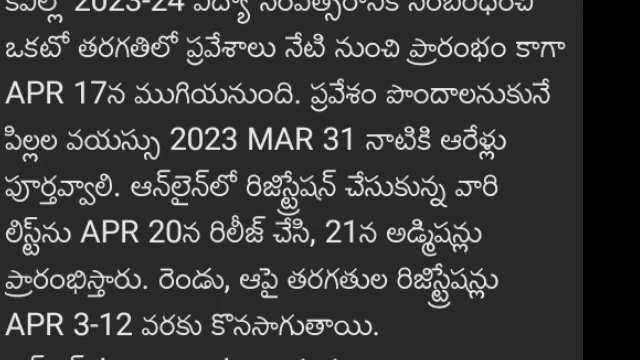 కవిల్ల 2023-24 విద్యా సంవత్సరానికి సంబంధించి
ఒకటో తరగతిలో ప్రవేశాలు నేటి నుంచి ప్రారంభం కాగా
APR 17న ముగియనుంది. ప్రవేశం పొందాలనుకునే
పిల్లల వయస్సు 2023 MAR 31 నాటికి ఆరేళ్లు
పూర్తవ్వాలి. ఆన్‌లైన్‌లో రిజిస్ట్రేషన్ చేసుకున్న వారి
లిస్ట్‌ను APR 20న రిలీజ్ చేసి, 21న అడ్మిషన్లు
ప్రారంభిస్తారు. రెండు, ఆపై తరగతుల రిజిస్ట్రేషన్లు
APR 3-12 వరకు కొనసాగుతాయి.